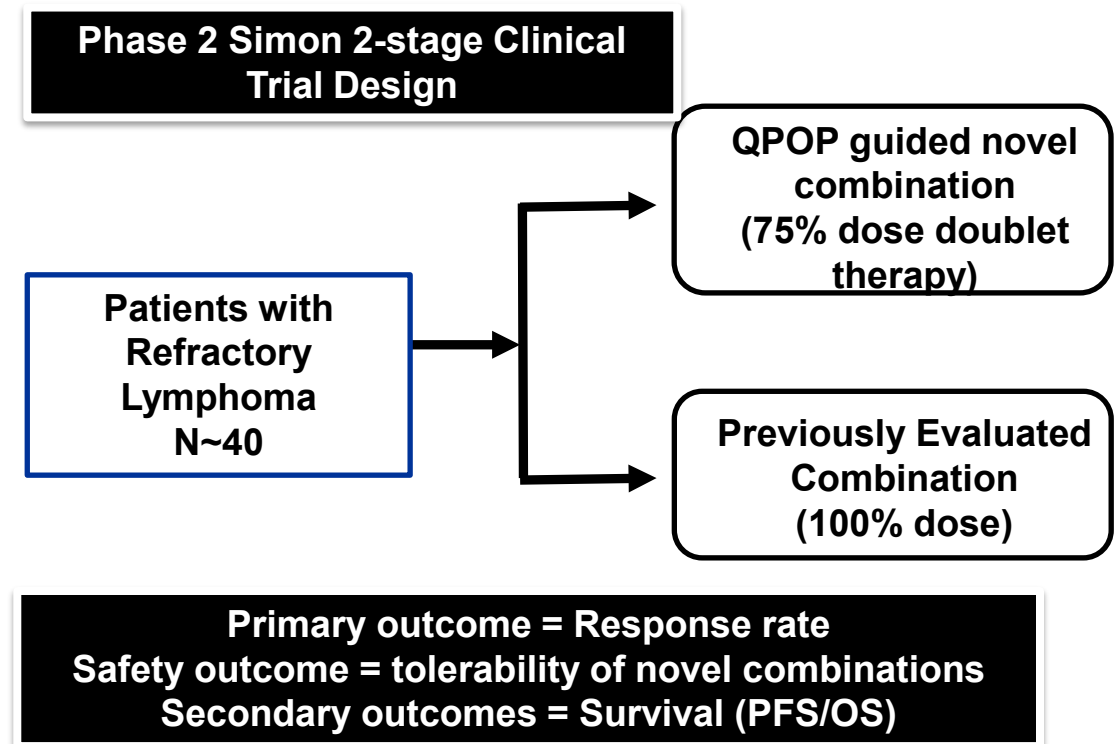 Phase 2 Simon 2-stage Clinical
Trial Design
QPOP guided novel
combination
(75% dose doublet
therapy)
Patients with
Refractory
Lymphoma
N~40
Previously Evaluated
Combination
(100% dose)
Primary outcome = Response rate
Safety outcome = tolerability of novel combinations
Secondary outcomes = Survival (PFS/OS)